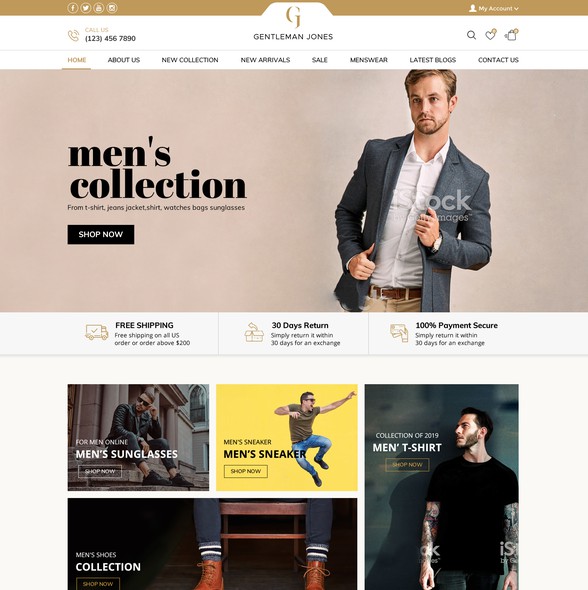 My Account
G
GENTLEMAN JONES
CALL US
(123) 456 7890
HOME
ABOUT US
NEW COLLECTION
NEW ARRIVALS
SALE
MENSWEAR
LATEST BLOGS
CONTACT US
men's
collection
From t-shirt, jeans jacket,shirt, watches bags sunglasses
SHOP NOW
iStock
FREE SHIPPING
Free shipping on all US
order or order above $200
30 Days Return
Simply return it within
30 days for an exchange
100% Payment Secure
Simply return it within
30 days for an exchange
FOR MEN ONLINE
MEN'S SUNGLASSES
SHOP NOW
MEN'S SNEAKER
MEN'S SNEAKER
SHOP NOW
COLLECTION OF 2019
MEN' T-SHIRT
SHOP NOW
MEN'S SHOES
COLLECTION
SHOP NOW